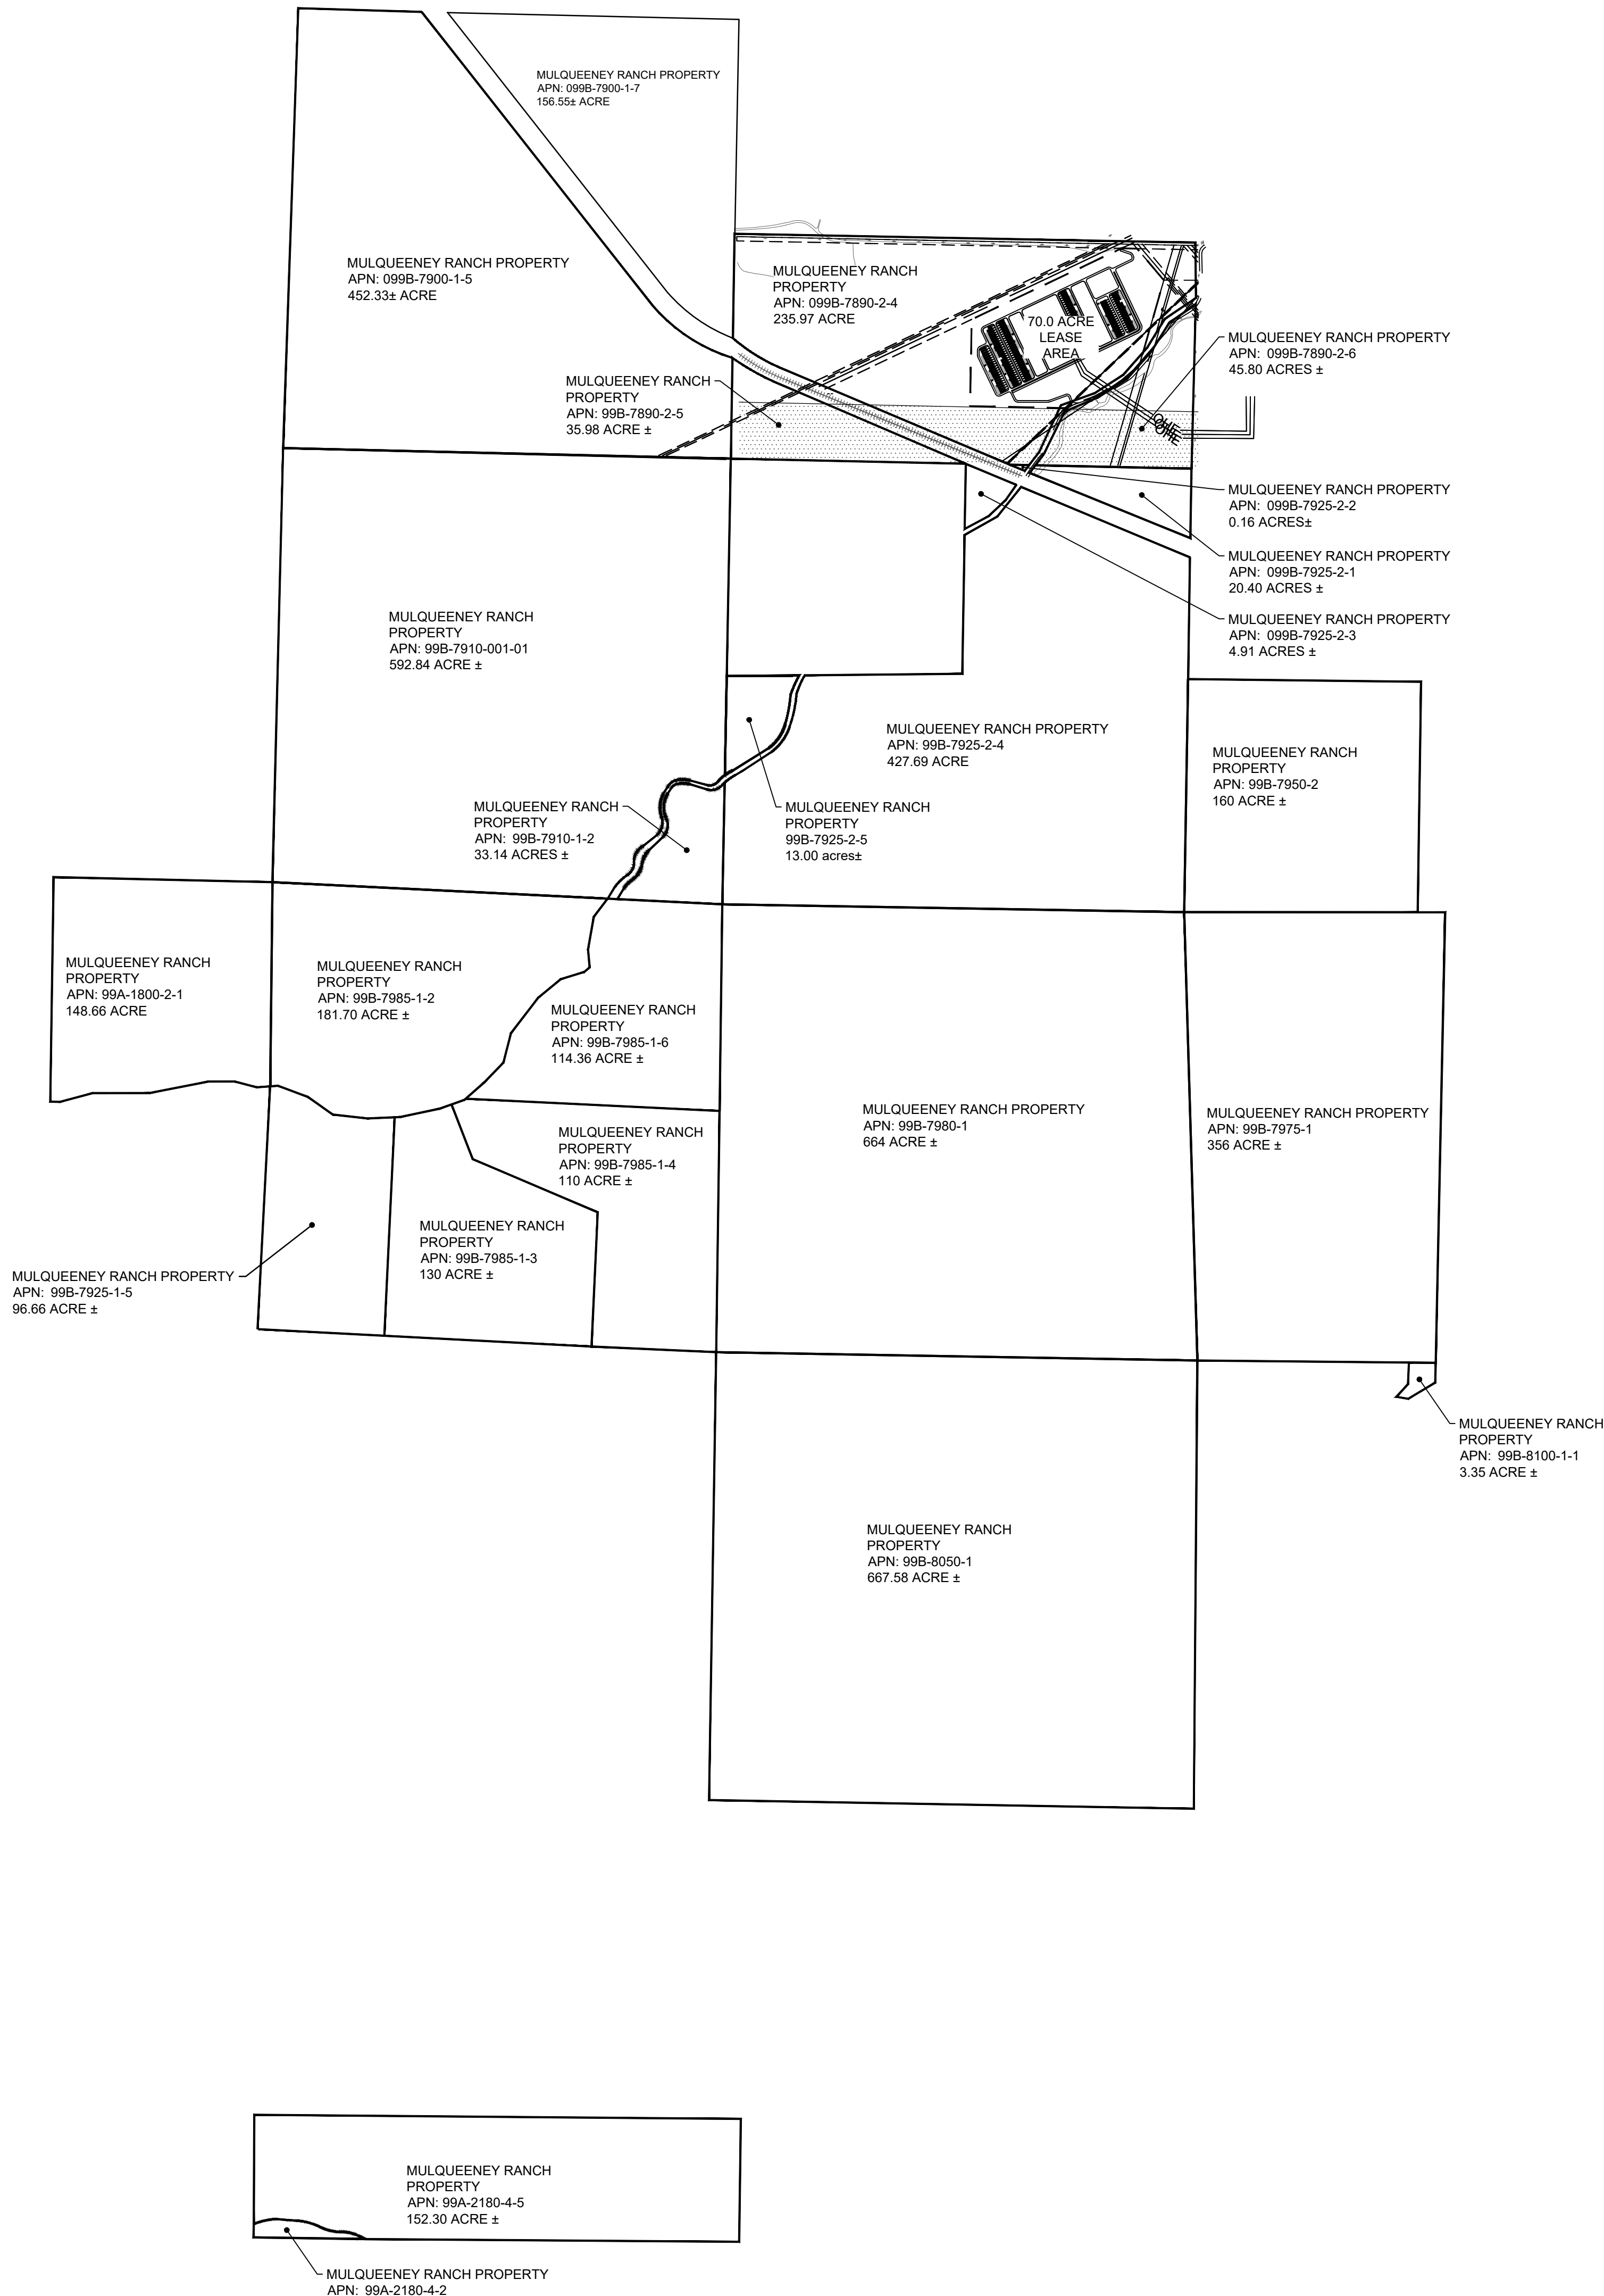 MULQUEENEY RANCH PROPERTY
APN: 099B-7900-1-7
156.55± ACRE
MULQUEENEY RANCH PROPERTY
APN: 099B-7900-1-5
452.33± ACRE
MULQUEENEY RANCH
PROPERTY
APN: 099B-7890-2-4
235.97 ACRE
70.0 ACRE
LEASE
AREA
MULQUEENEY RANCH PROPERTY
APN: 099B-7890-2-6
45.80 ACRES ±
MULQUEENEY RANCH
PROPERTY
APN: 99B-7890-2-5
35.98 ACRE ±
OHE
OHE
MULQUEENEY RANCH PROPERTY
APN: 099B-7925-2-2
0.16 ACRES±
MULQUEENEY RANCH PROPERTY
APN: 099B-7925-2-1
20.40 ACRES ±
MULQUEENEY RANCH PROPERTY
APN: 099B-7925-2-3
4.91 ACRES ±
MULQUEENEY RANCH
PROPERTY
APN: 99B-7910-001-01
592.84 ACRE ±
MULQUEENEY RANCH PROPERTY
APN: 99B-7925-2-4
427.69 ACRE
MULQUEENEY RANCH
PROPERTY
APN: 99B-7950-2
160 ACRE ±
MULQUEENEY RANCH
PROPERTY
APN: 99B-7910-1-2
33.14 ACRES ±
MULQUEENEY RANCH
PROPERTY
99B-7925-2-5
13.00 acres±
MULQUEENEY RANCH
PROPERTY
APN: 99A-1800-2-1
148.66 ACRE
MULQUEENEY RANCH
PROPERTY
APN: 99B-7985-1-2
181.70 ACRE ±
MULQUEENEY RANCH
PROPERTY
APN: 99B-7985-1-6
114.36 ACRE ±
MULQUEENEY RANCH PROPERTY
APN: 99B-7980-1
664 ACRE ±
MULQUEENEY RANCH PROPERTY
APN: 99B-7975-1
356 ACRE ±
MULQUEENEY RANCH
PROPERTY
APN: 99B-7985-1-4
110 ACRE ±
MULQUEENEY RANCH
PROPERTY
APN: 99B-7985-1-3
130 ACRE ±
MULQUEENEY RANCH PROPERTY
APN: 99B-7925-1-5
96.66 ACRE ±
MULQUEENEY RANCH
PROPERTY
APN: 99B-8100-1-1
3.35 ACRE ±
MULQUEENEY RANCH
PROPERTY
APN: 99B-8050-1
667.58 ACRE ±
MULQUEENEY RANCH
PROPERTY
APN: 99A-2180-4-5
152.30 ACRE ±
MULQUEENEY RANCH PROPERTY
APN: 99A-2180-4-2